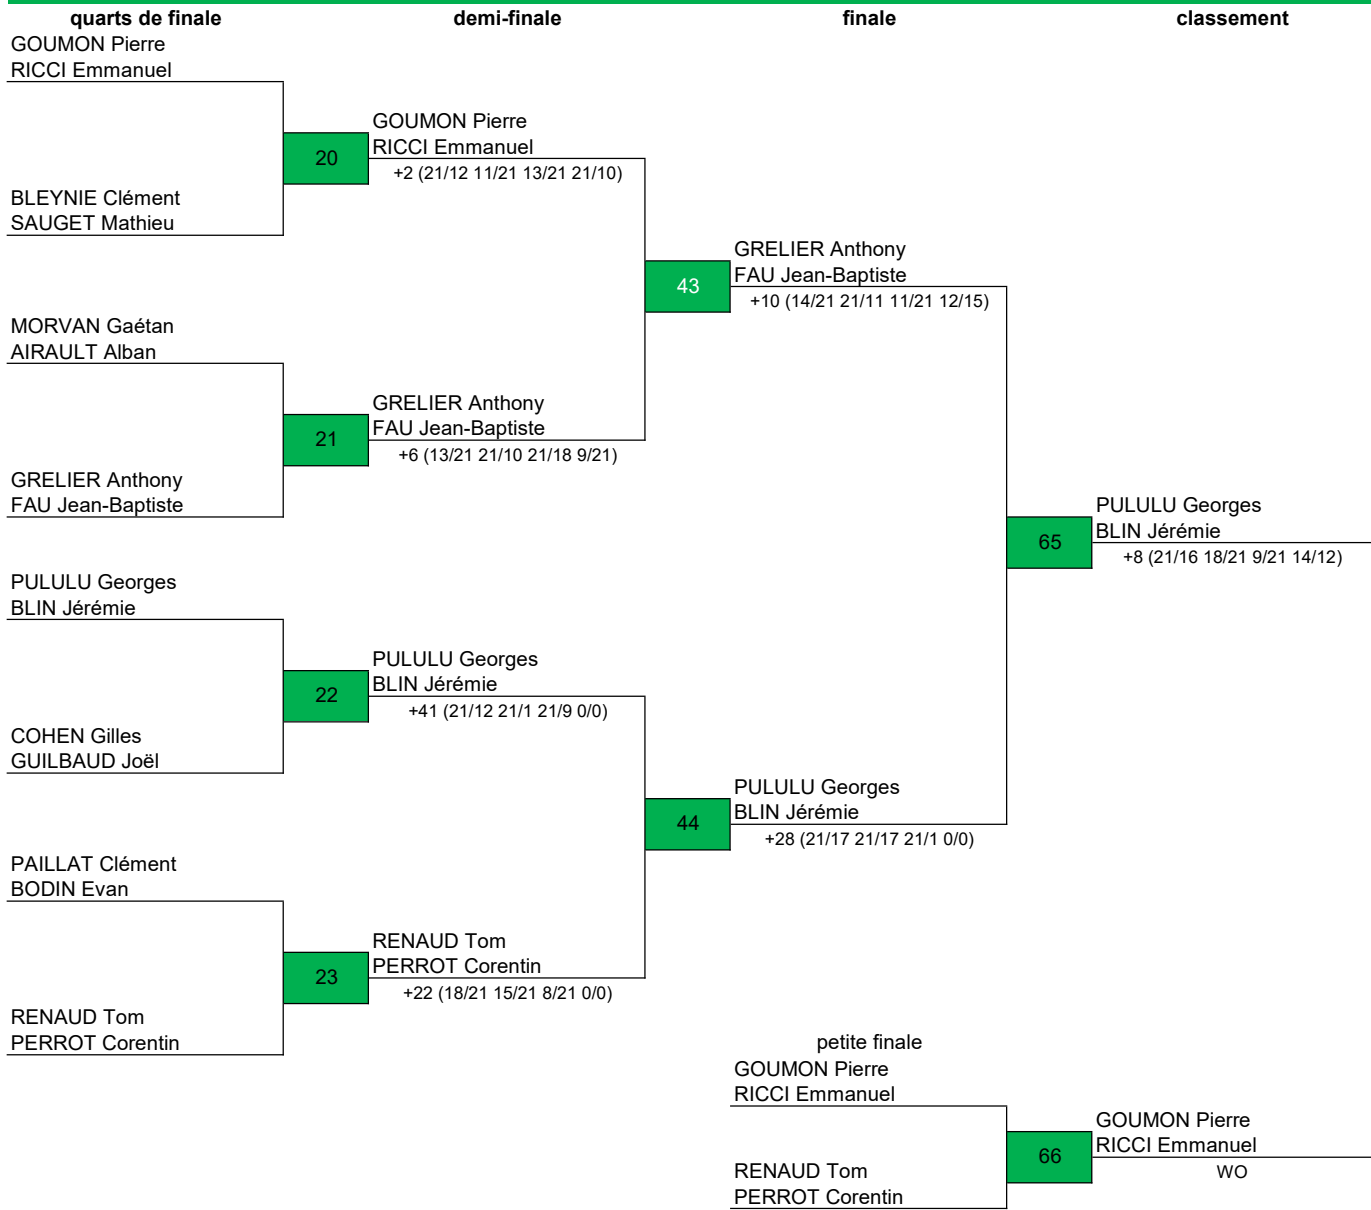 quarts de finale demi-finale finale classement
GOUMON Pierre
RICCI Emmanuel
20
GOUMON Pierre
RICCI Emmanuel
+2 (21/12 11/21 13/21 21/10)
BLEYNIE Clément
SAUGET Mathieu
43
GRELIER Anthony
FAU Jean-Baptiste
+10 (14/21 21/11 11/21 12/15)
MORVAN Gaétan
AIRAULT Alban
21
GRELIER Anthony
FAU Jean-Baptiste
+6 (13/21 21/10 21/18 9/21)
GRELIER Anthony
FAU Jean-Baptiste
65
PULULU Georges
BLIN Jérémie
+8 (21/16 18/21 9/21 14/12)
PULULU Georges
BLIN Jérémie
22
PULULU Georges
BLIN Jérémie
+41 (21/12 21/1 21/9 0/0)
COHEN Gilles
GUILBAUD Joël
44
PULULU Georges
BLIN Jérémie
+28 (21/17 21/17 21/1 0/0)
PAILLAT Clément
BODIN Evan
23
RENAUD Tom
PERROT Corentin
+22 (18/21 15/21 8/21 0/0)
RENAUD Tom
PERROT Corentin
petite finale
GOUMON Pierre
RICCI Emmanuel
66
GOUMON Pierre
RICCI Emmanuel
WO
RENAUD Tom
PERROT Corentin